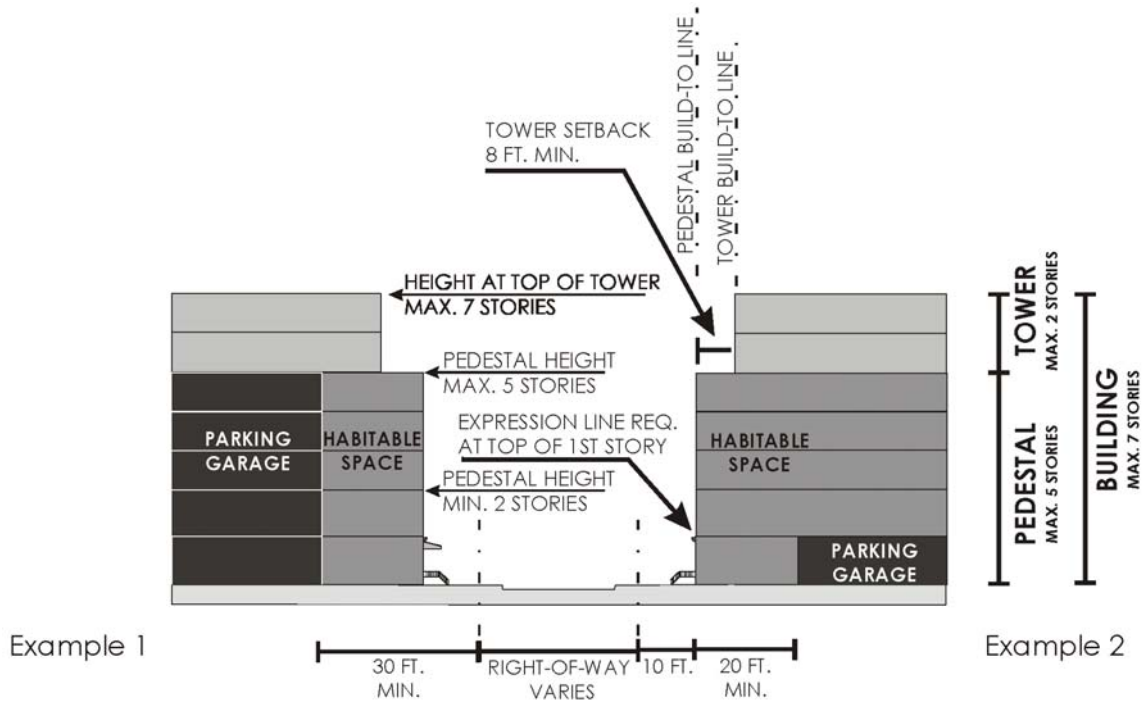 PEDESTAL BUILD-TO LINE
TOWER BUILD-TO LINE
TOWER SETBACK
8 FT. MIN.
HEIGHT AT TOP OF TOWER
MAX. 7 STORIES
PEDESTAL HEIGHT
MAX. 5 STORIES
EXPRESSION LINE REQ.
AT TOP OF 1ST STORY
PEDESTAL HEIGHT
MIN. 2 STORIES
PARKING
GARAGE
HABITABLE
SPACE
HABITABLE
SPACE
PARKING
GARAGE
TOWER
MAX. 2 STORIES
PEDESTAL
MAX. 5 STORIES
BUILDING
MAX. 7 STORIES
Example 1
Example 2
30 FT.
MIN.
RIGHT-OF-WAY
VARIES
10 FT.
20 FT.
MIN.